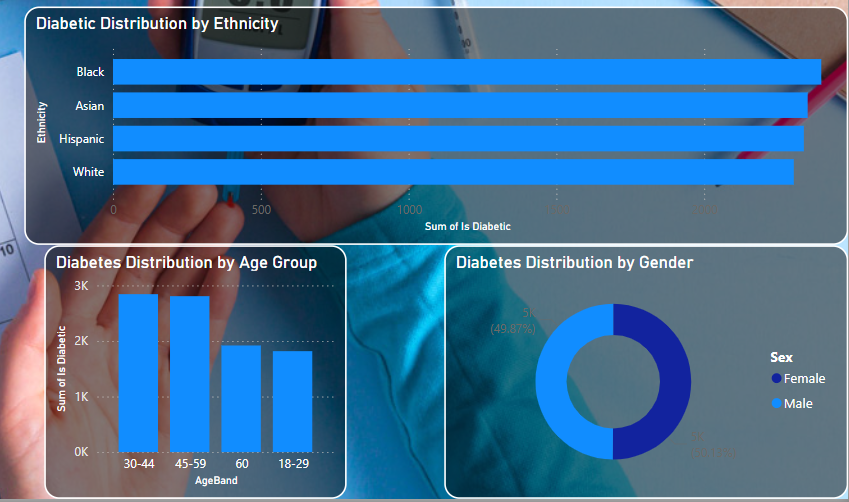 Diabetic Distribution by Ethnicity
Black
Asian
Hispanic
White
Ethnicity
0
500
1000
Sum of Is Diabetic
10
Diabetes Distribution by Age Group
3K
2K
1K
0K
Sum of Is Diabetic
30-44
45-59
60
18-29
AgeBand
Diabetes Distribution by Gender
(49.87%)
Sex
Female
Male